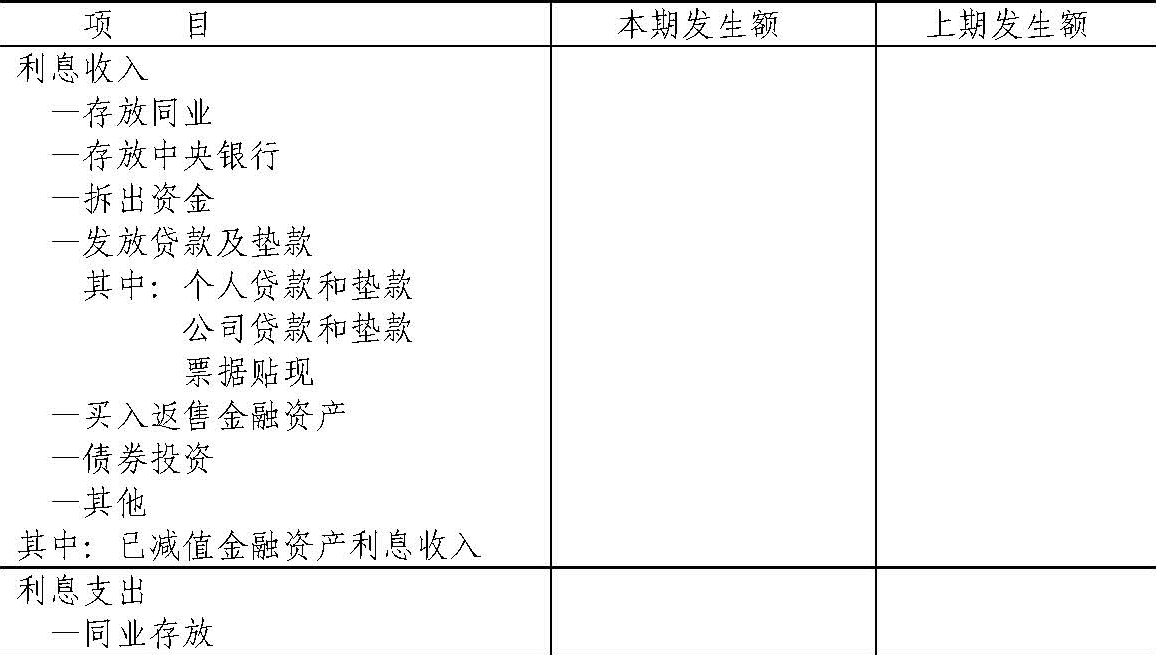 项 目 本期发生额 上期发生额
利息收入
—存放同业
—存放中央银行
—拆出资金
—发放贷款及垫款
其中：个人贷款和垫款
公司贷款和垫款
票据贴现
—买入返售金融资产
—债券投资
—其他
其中：已减值金融资产利息收入
利息支出
—同业存放